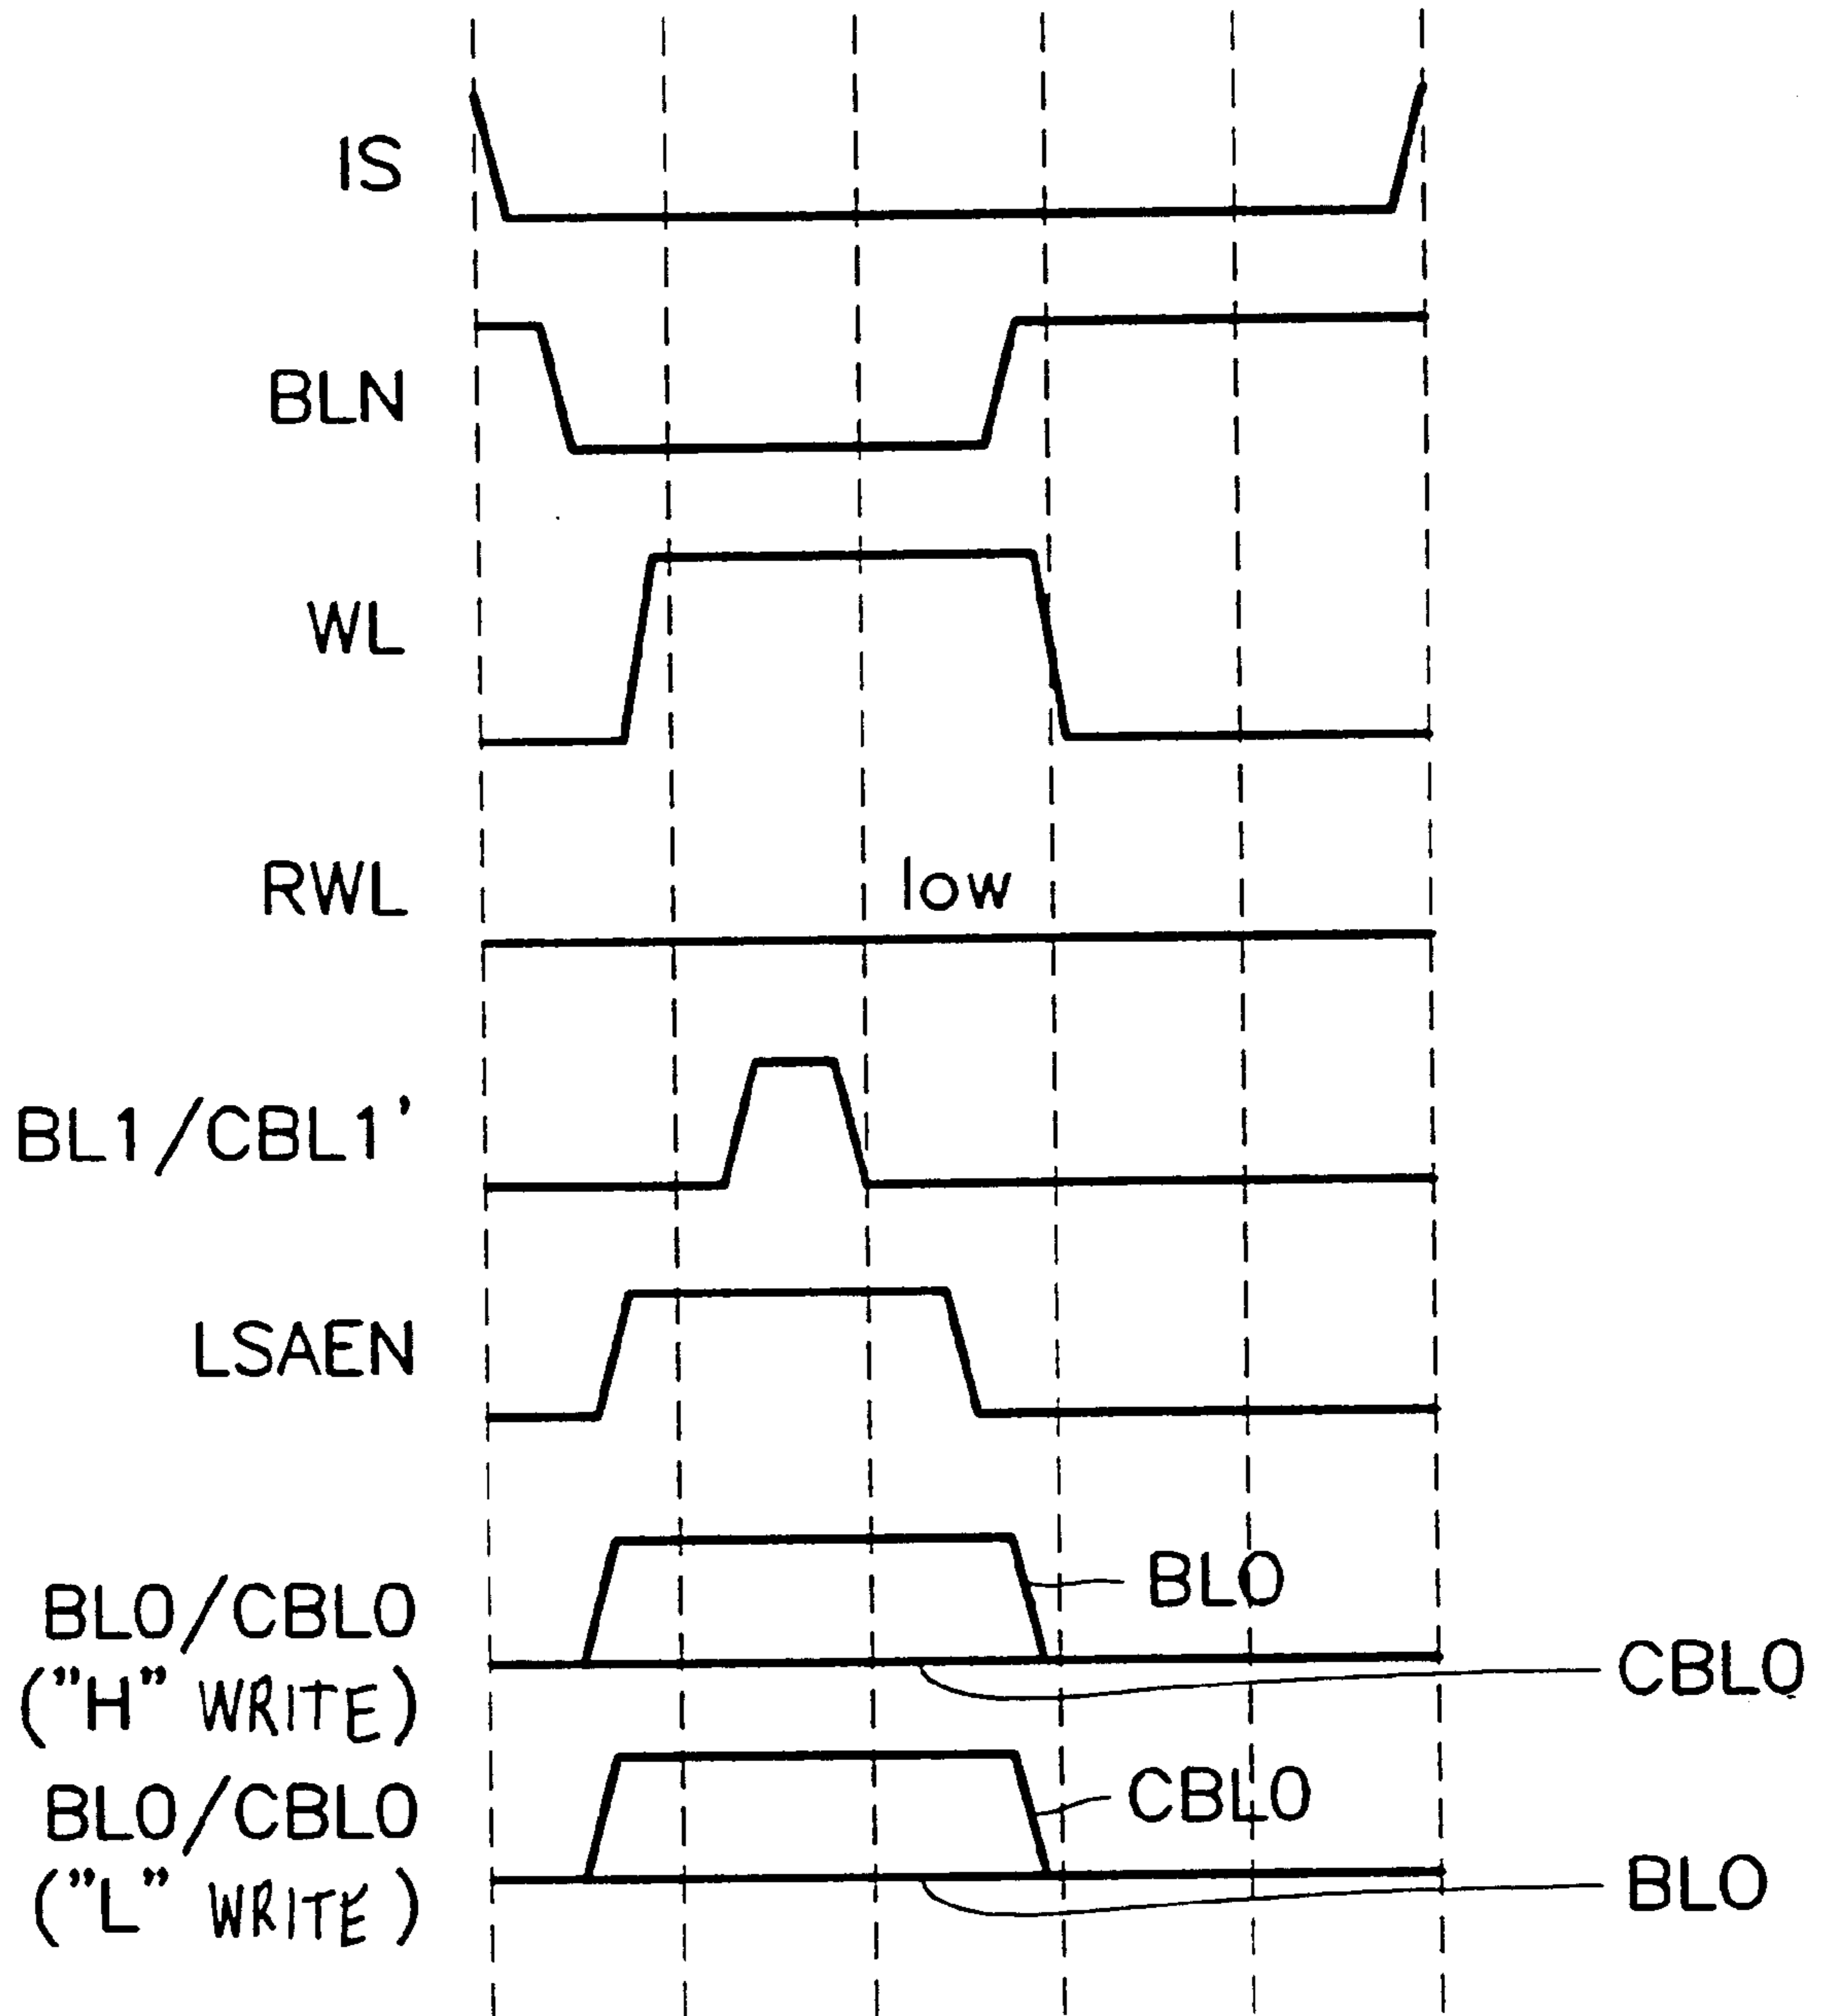 IS
BLN
WL
RWL
low
BL1/CBL1'
LSAEN
BLO/CBLO
("H" WRITE)
BLO
CBLO
BLO/CBLO
("L" WRITE)
CBLO
BLO